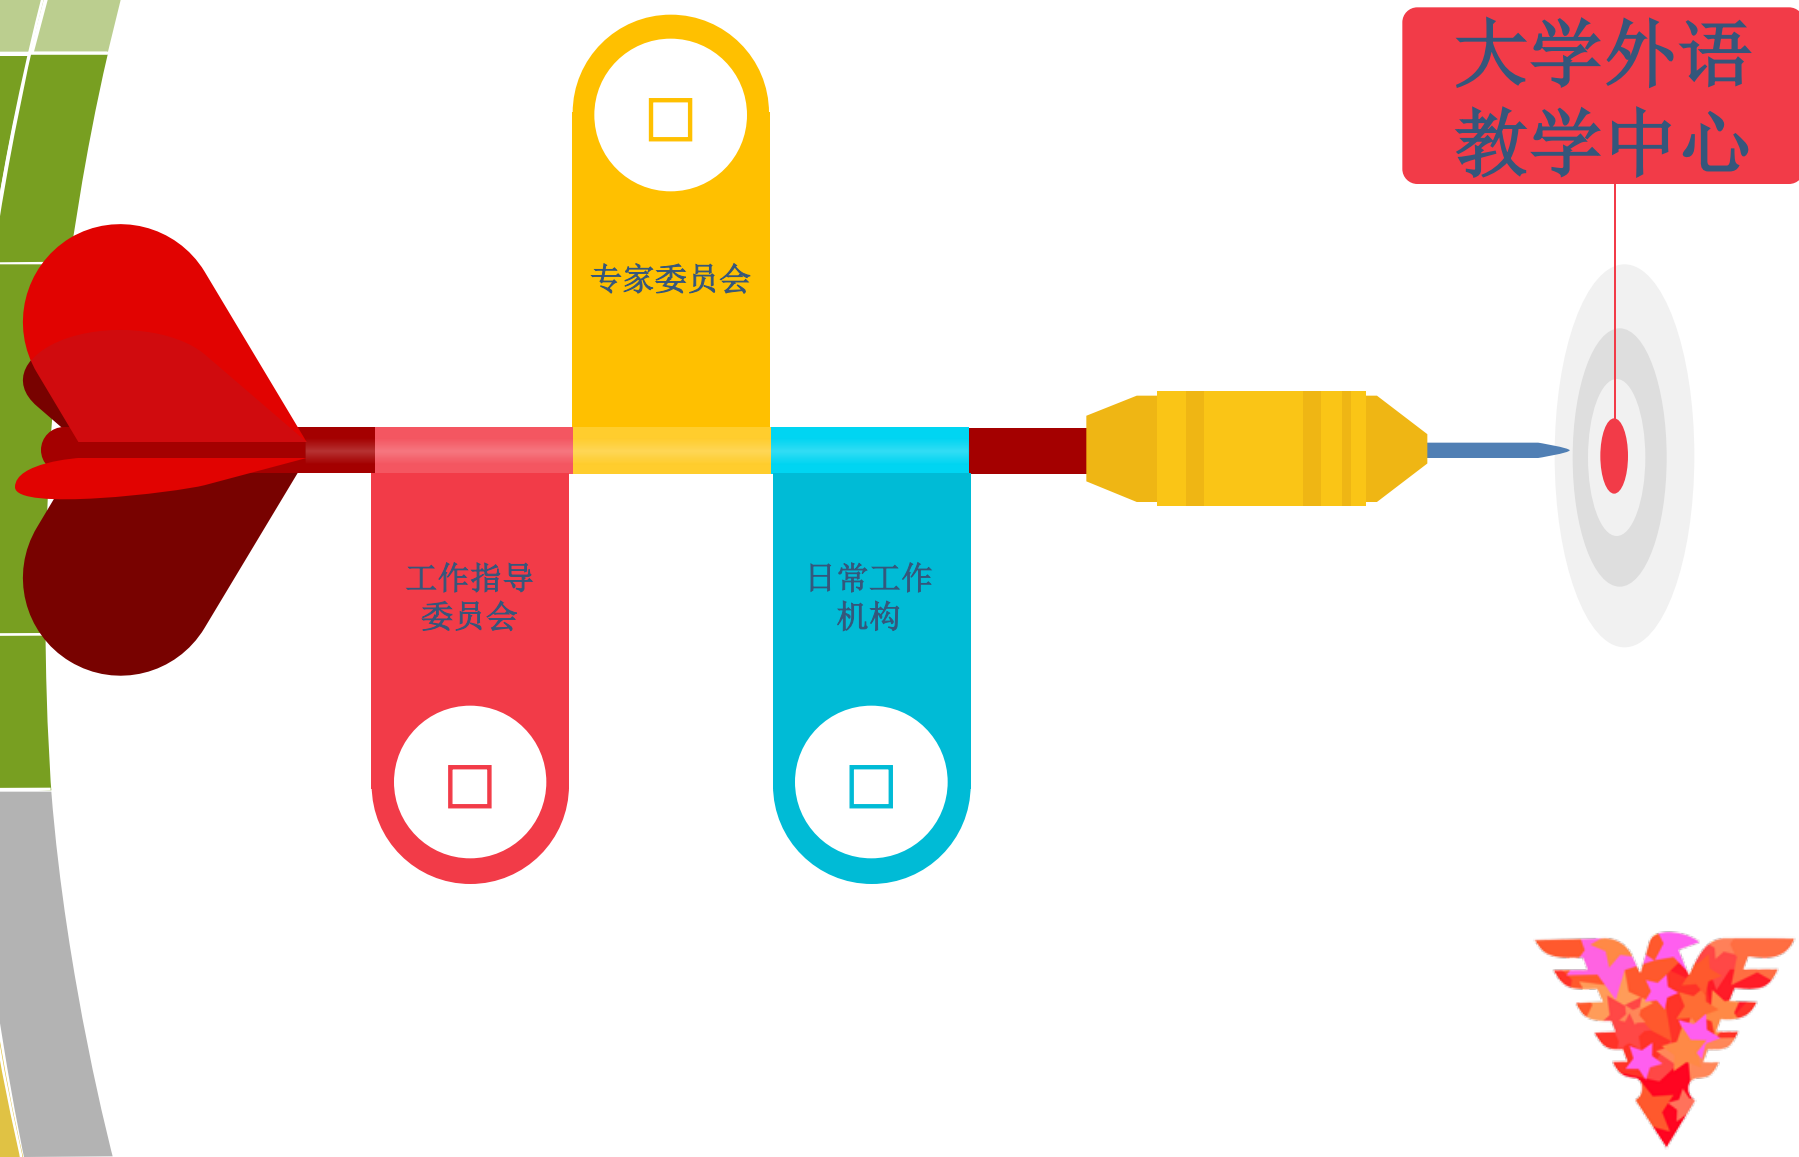 大学外语
教学中心
专家委员会
工作指导
委员会
日常工作
机构